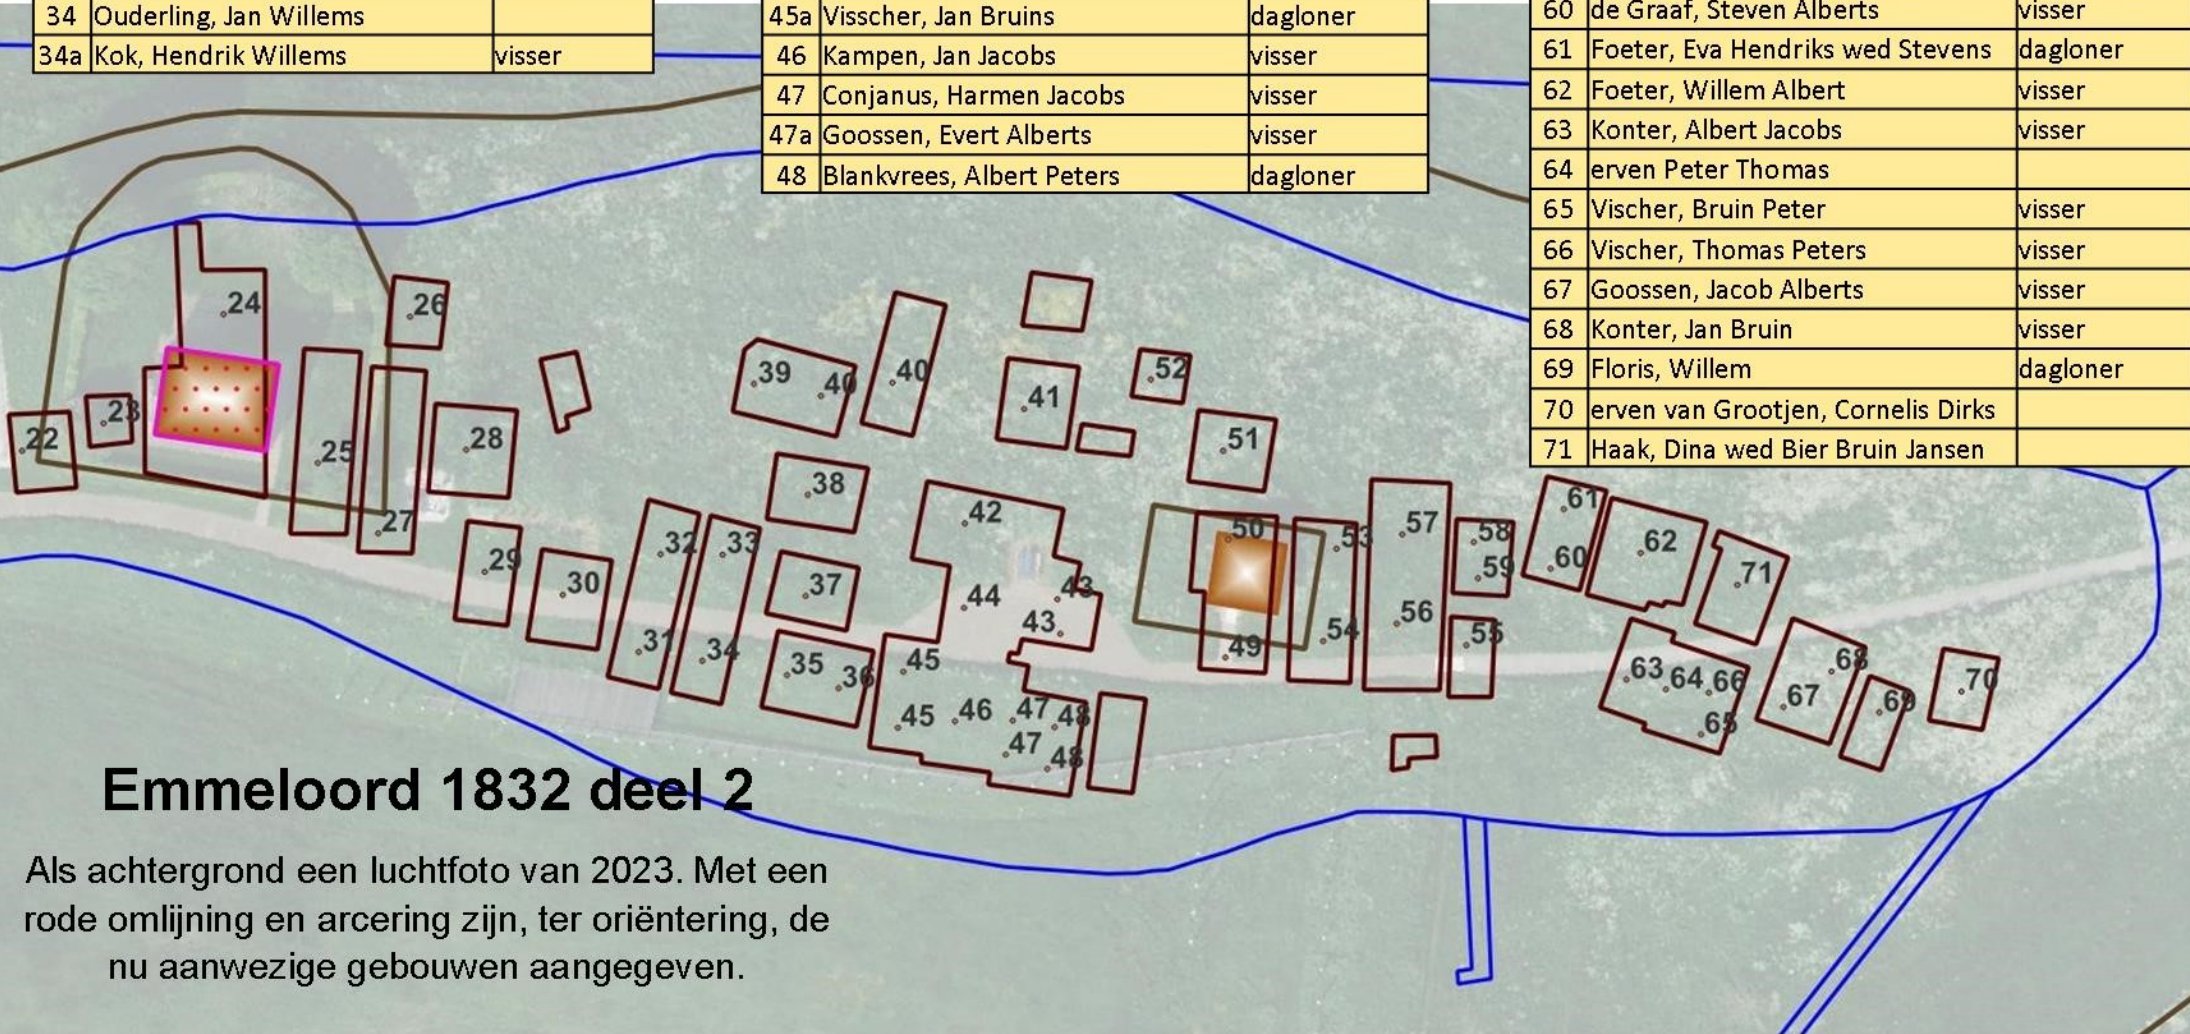 34 Ouderling, Jan Willems
34a Kok, Hendrik Willems visser
45a Visscher, Jan Bruins dagloner
46 Kampen, Jan Jacobs visser
47 Conjanus, Harmen Jacobs visser
47a Goossen, Evert Alberts visser
48 Blankvrees, Albert Peters dagloner
60 de Graaf, Steven Alberts visser
61 Foeter, Eva Hendriks wed Stevens dagloner
62 Foeter, Willem Albert visser
63 Konter, Albert Jacobs visser
64 erven Peter Thomas
65 Vischer, Bruin Peter visser
66 Vischer, Thomas Peters visser
67 Goossen, Jacob Alberts visser
68 Konter, Jan Bruin visser
69 Floris, Willem dagloner
70 erven van Grootjen, Cornelis Dirks
71 Haak, Dina wed Bier Bruin Jansen
22
23
24
25
26
27
28
29
30
31
32
33
34
35
36
37
38
39
40
40
41
42
43
43
44
45
45
46
47
47
48
48
49
50
51
52
53
54
55
56
57
58
59
60
61
62
63
64
65
66
67
68
69
70
71
Emmeloord 1832 deel 2
Als achtergrond een luchtfoto van 2023. Met een
rode omlijning en arcering zijn, ter oriëntering, de
nu aanwezige gebouwen aangegeven.